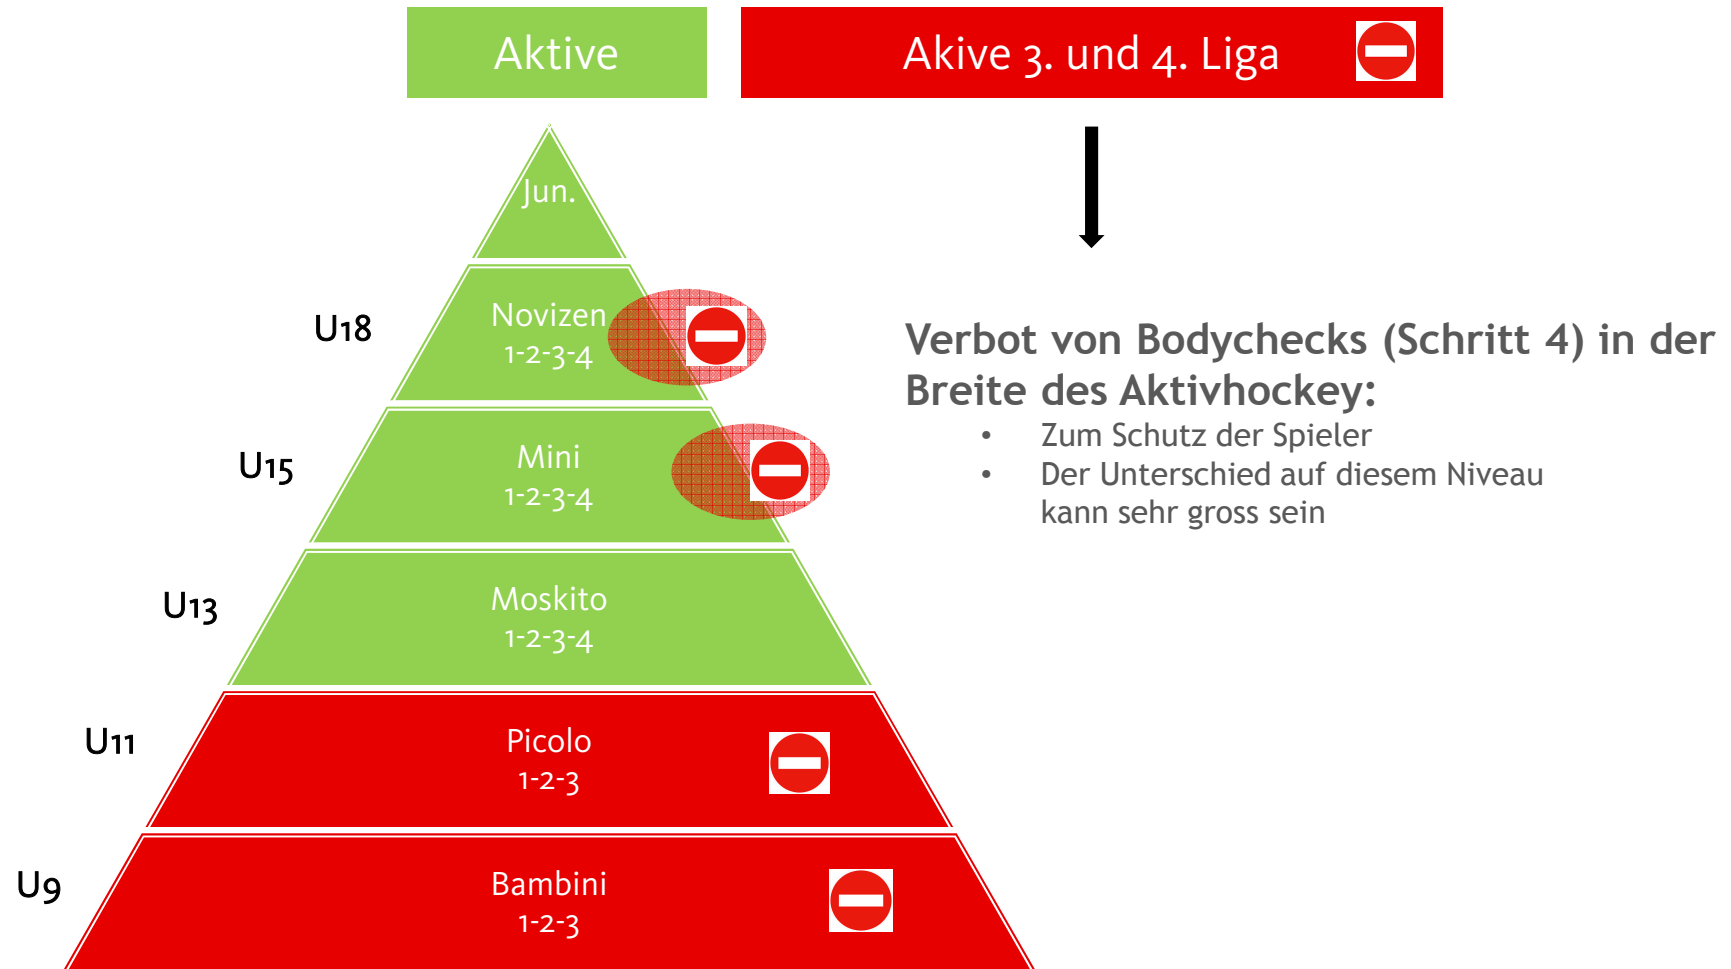 Aktive
Akive 3. und 4. Liga
Jun.
U18
Novizen
1-2-3-4
U15
Mini
1-2-3-4
U13
Moskito
1-2-3-4
U11
Picolo
1-2-3
U9
Bambini
1-2-3
Verbot von Bodychecks (Schritt 4) in der
Breite des Aktivhockey:
• Zum Schutz der Spieler
• Der Unterschied auf diesem Niveau
kann sehr gross sein